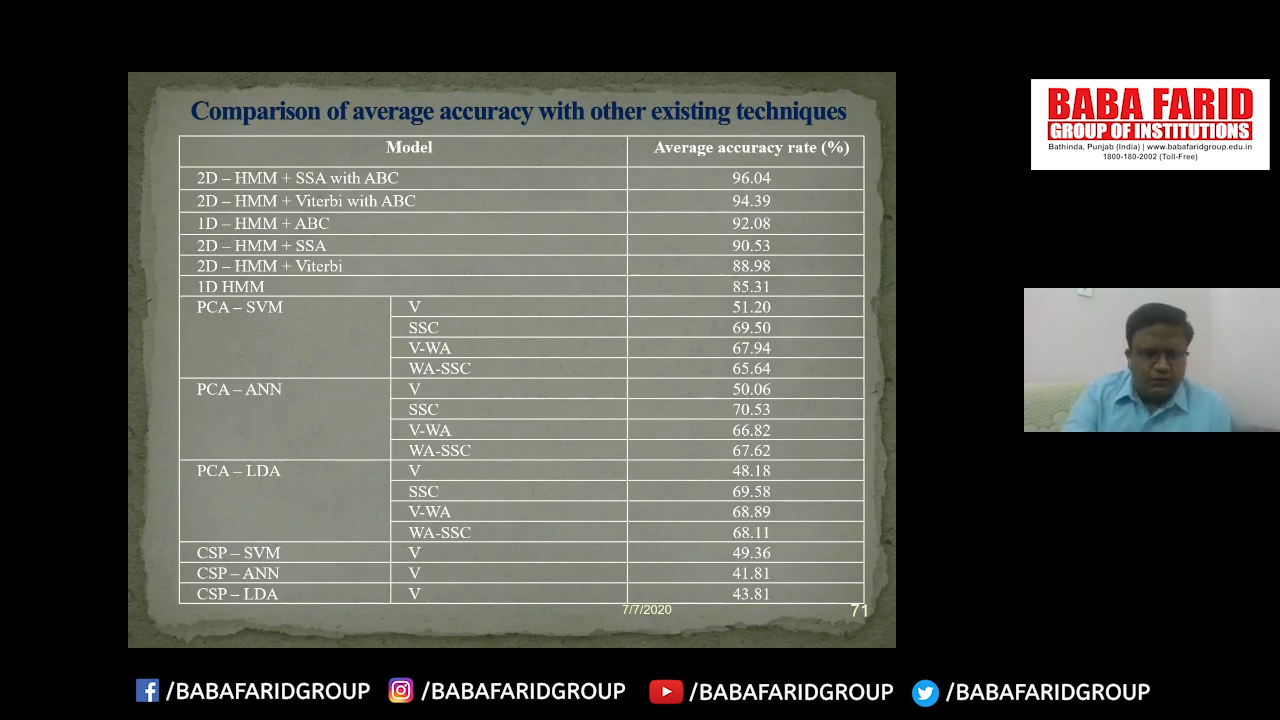 Comparison of average accuracy with other existing techniques
Model Average accuracy rate (%)
2D – HMM + SSA with ABC 96.04
2D – HMM + Viterbi with ABC 94.39
1D – HMM + ABC 92.08
2D – HMM + SSA 90.53
2D – HMM + Viterbi 88.98
1D HMM 85.31
PCA – SVM V 51.20
SSC 69.50
V-WA 67.94
WA-SSC 65.64
PCA – ANN V 50.06
SSC 70.53
V-WA 66.82
WA-SSC 67.62
PCA – LDA V 48.18
SSC 69.58
V-WA 68.89
WA-SSC 68.11
CSP – SVM V 49.36
CSP – ANN V 41.81
CSP – LDA V 43.81
7/7/2020 71
BABA FARID
GROUP OF INSTITUTIONS
Bathinda, Punjab (India) | www.babafaridgroup.edu.in
1800-180-2002 (Toll-Free)
/BABAFARIDGROUP /BABAFARIDGROUP /BABAFARIDGROUP /BABAFARIDGROUP